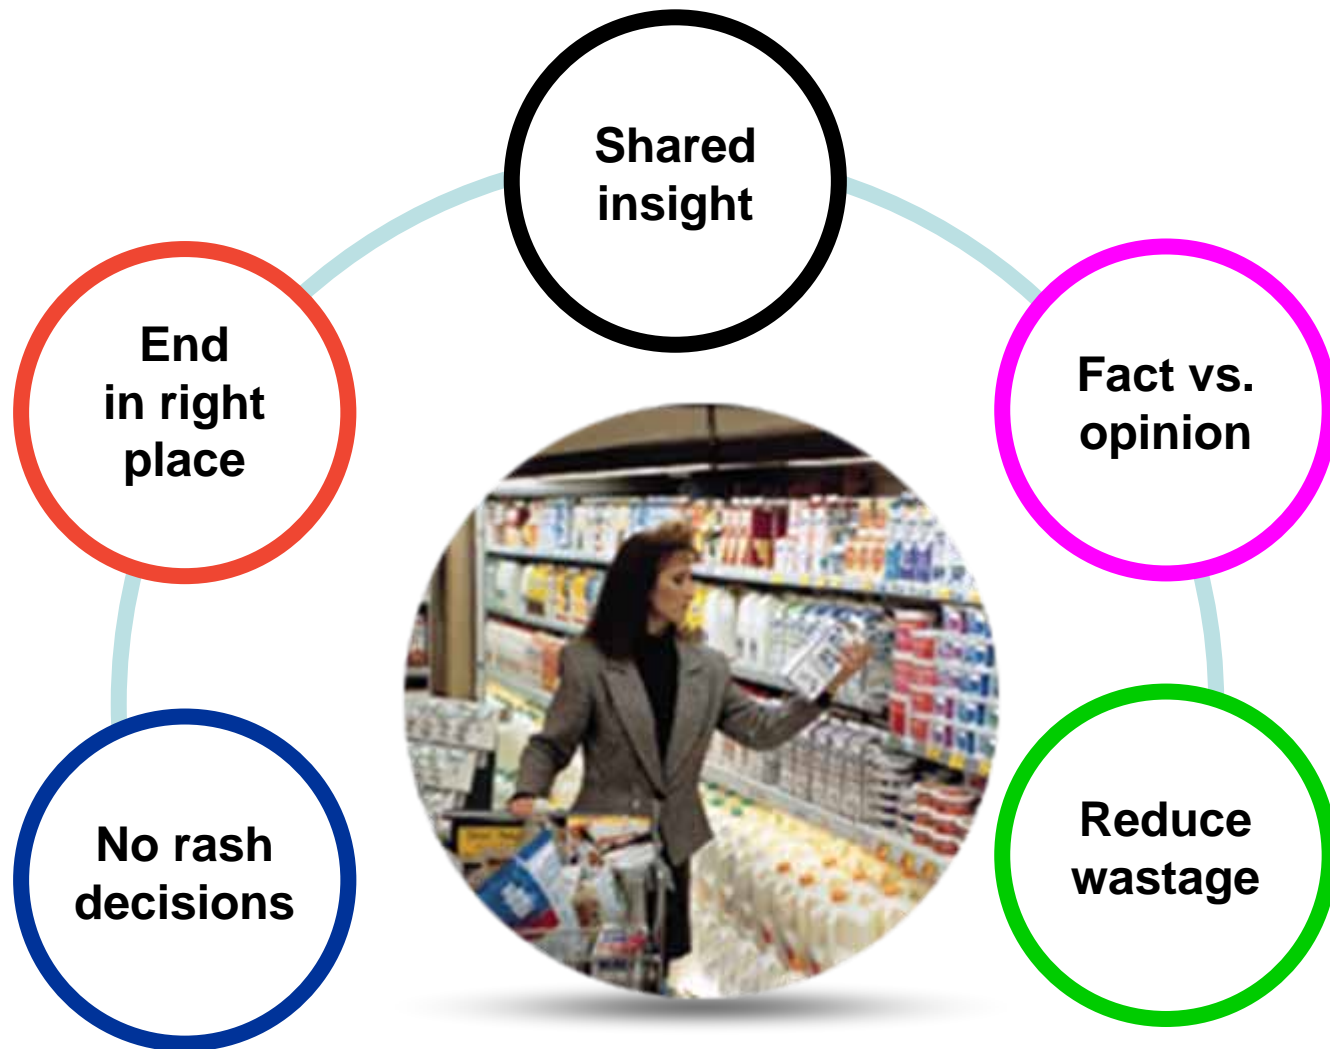 Shared
insight
End
in right
place
Fact vs.
opinion
No rash
decisions
Reduce
wastage